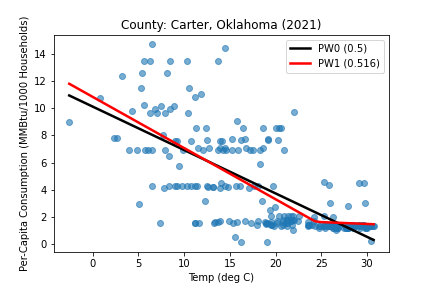 County: Carter, Oklahoma (2021)
PW0 (0.5)
PW1 (0.516)
Per-Capita Consumption (MMBtu/1000 Households)
14
12
10
8
6
4
2
0
0 5 10 15 20 25 30
Temp (deg C)